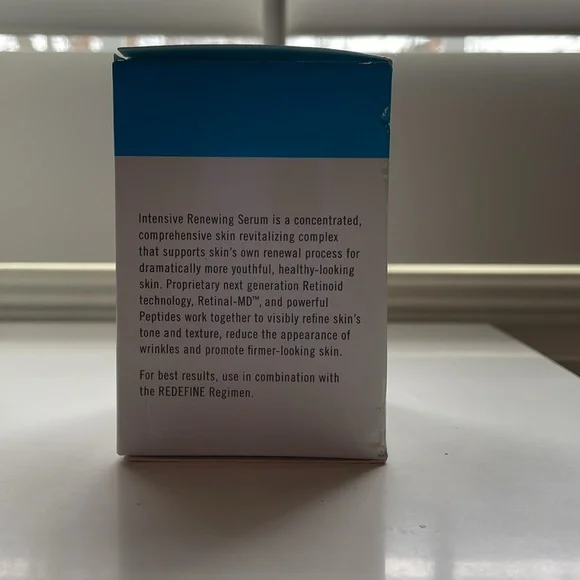 Intensive Renewing Serum is a concentrated,
comprehensive skin revitalizing complex
that supports skin's own renewal process for
dramatically more youthful, healthy-looking
skin. Proprietary next generation Retinoid
technology, Retinal-MD™, and powerful
Peptides work together to visibly refine skin's
tone and texture, reduce the appearance of
wrinkles and promote firmer-looking skin.
For best results, use in combination with
the REDEFINE Regimen.